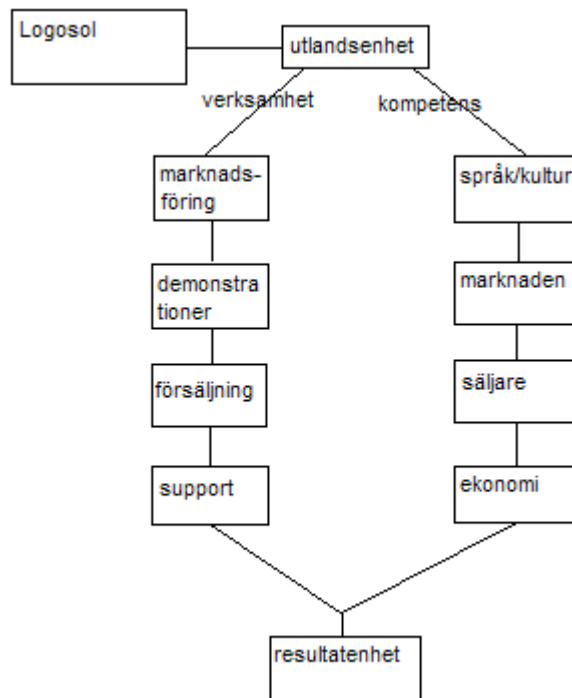 Logosol
utlandsenhet
verksamhet
kompetens
marknads-
föring
språk/kultur
demonstra
tioner
marknaden
försäljning
säljare
support
ekonomi
resultatenhet